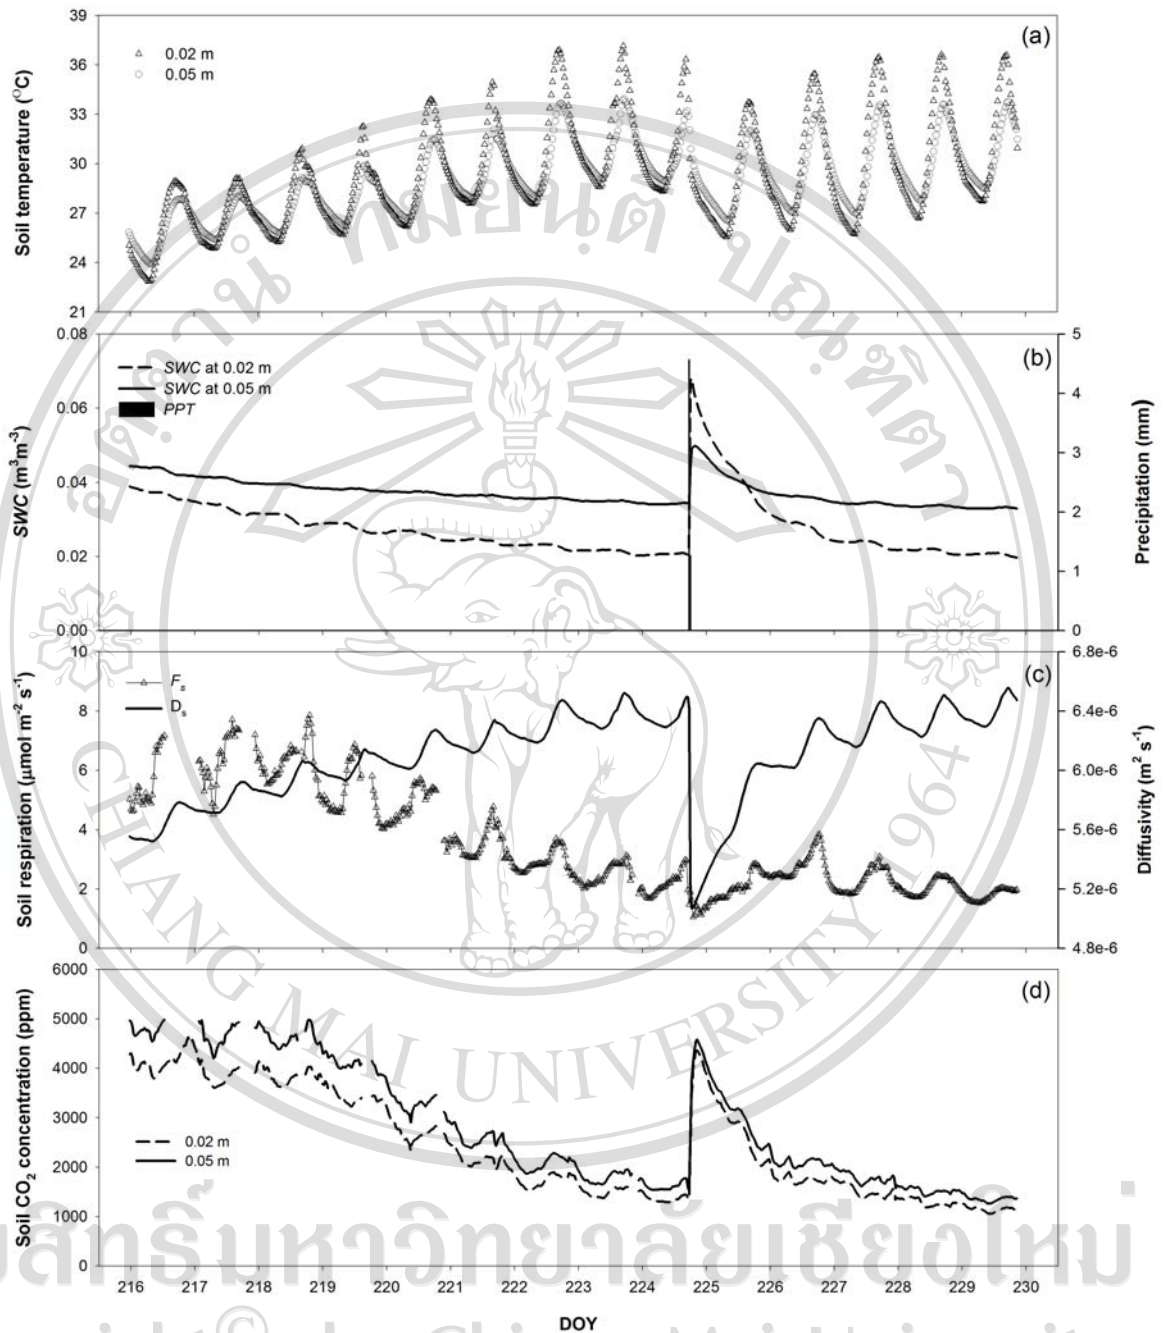 (a)
0.02 m
0.05 m
39
36
33
30
27
24
21
Soil temperature (°C)
(b)
SWC at 0.02 m
SWC at 0.05 m
PPT
0.08
0.06
0.04
0.02
0.00
SWC (m³m⁻³)
5
4
3
2
1
0
Precipitation (mm)
(c)
Fs
Ds
10
8
6
4
2
0
Soil respiration (μmol m⁻² s⁻¹)
6.8e-6
6.4e-6
6.0e-6
5.6e-6
5.2e-6
4.8e-6
Diffusivity (m² s⁻¹)
(d)
6000
5000
4000
3000
2000
1000
0
Soil CO₂ concentration (ppm)
0.02 m
0.05 m
216 217 218 219 220 221 222 223 224 225 226 227 228 229 230
DOY
CHIANG MAI UNIVERSITY 1964
สิทธิ์มหาวิทยาลัยเชียงใหม่